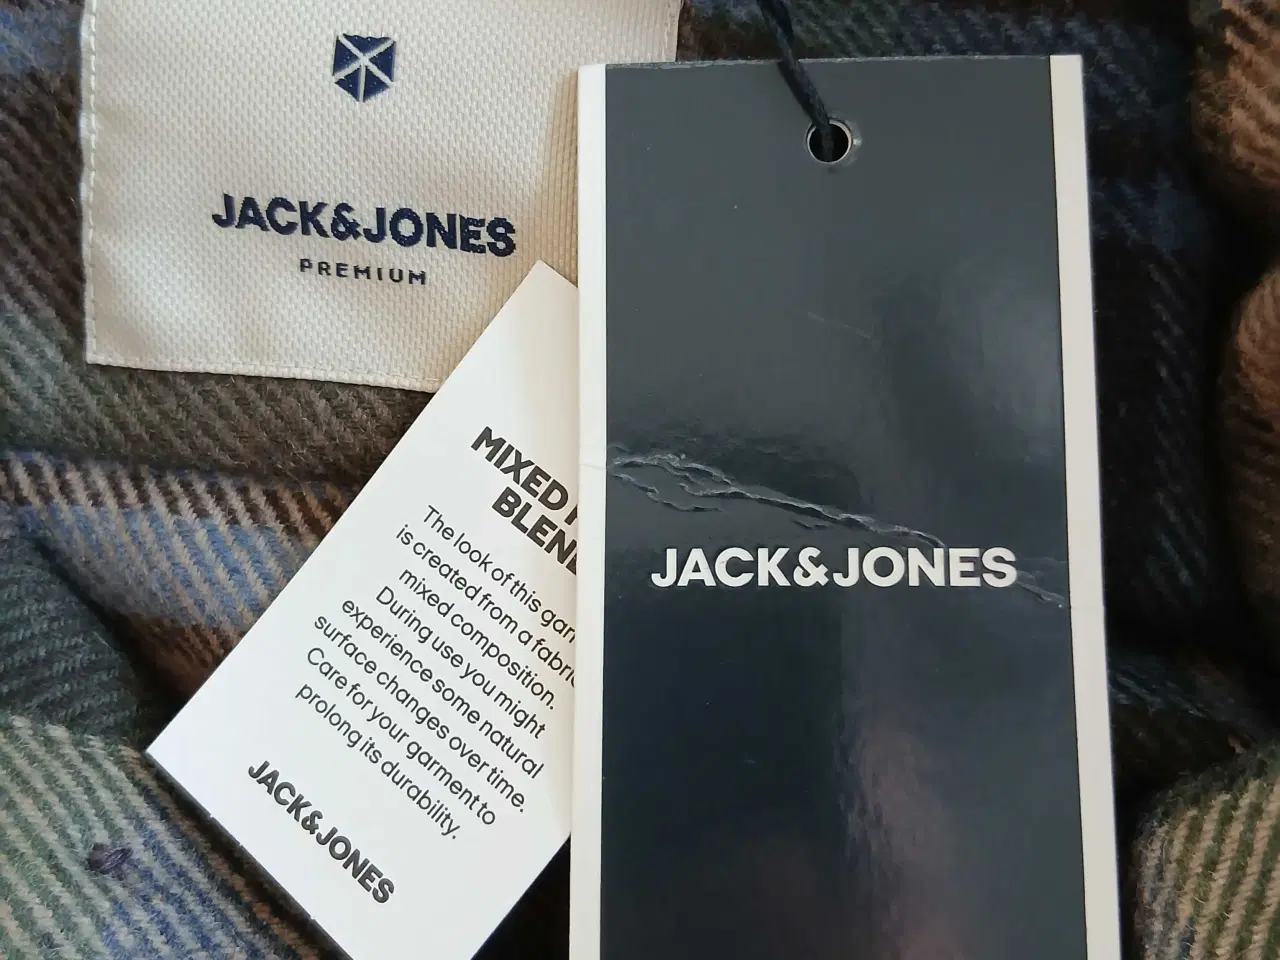 JACK&JONES
PREMIUM
MIXED
BLEN
The look of this gar
is created from a fabric
mixed composition.
During use you might
experience some natural
surface changes over time.
Care for your garment to
prolong its durability.
JACK&JONES
JACK&JONES